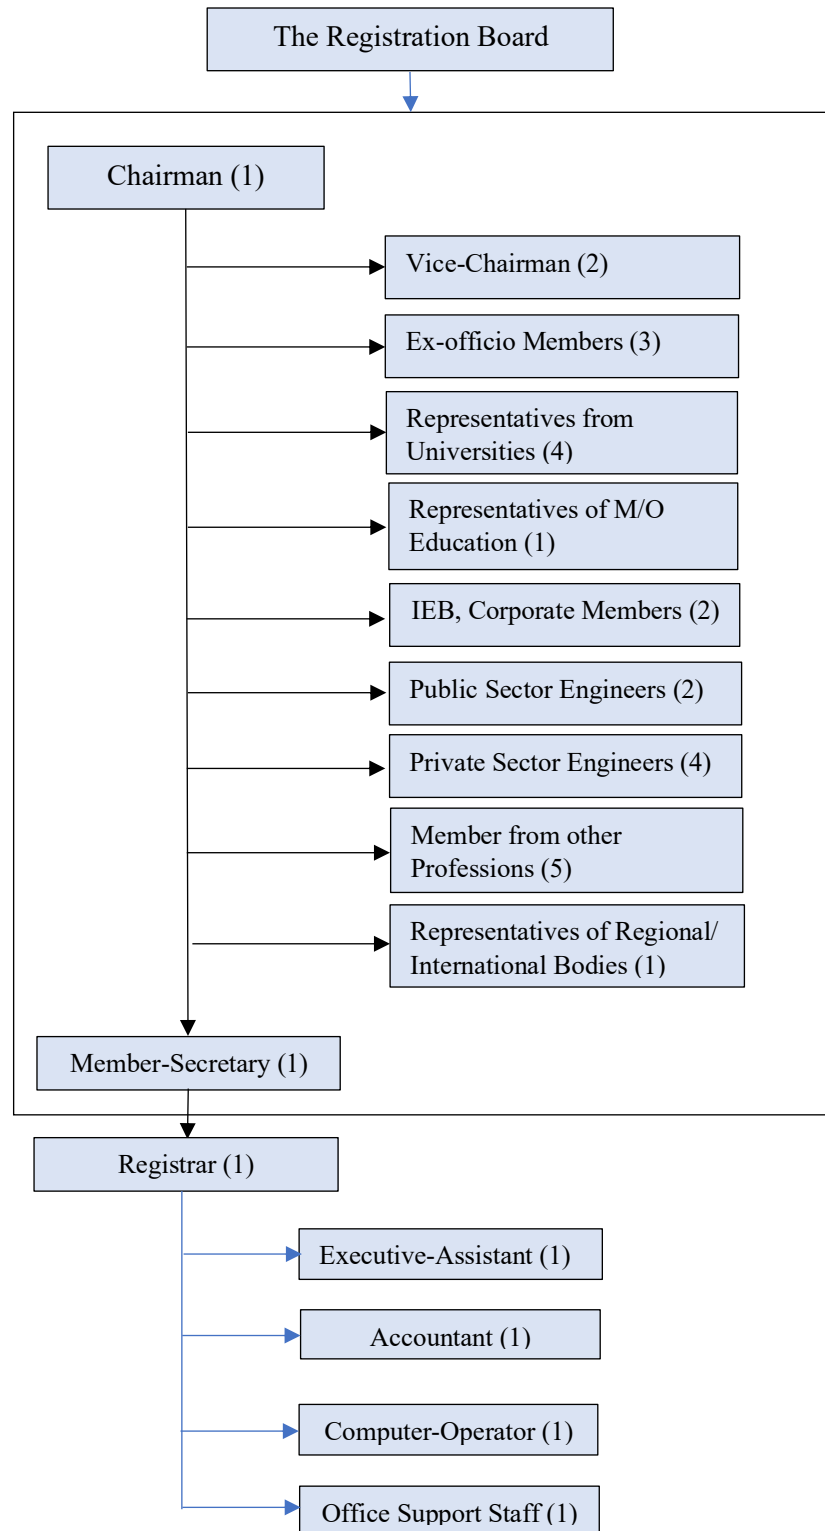 The Registration Board
Chairman (1)
Vice-Chairman (2)
Ex-officio Members (3)
Representatives from
Universities (4)
Representatives of M/O
Education (1)
IEB, Corporate Members (2)
Public Sector Engineers (2)
Private Sector Engineers (4)
Member from other
Professions (5)
Representatives of Regional/
International Bodies (1)
Member-Secretary (1)
Registrar (1)
Executive-Assistant (1)
Accountant (1)
Computer-Operator (1)
Office Support Staff (1)